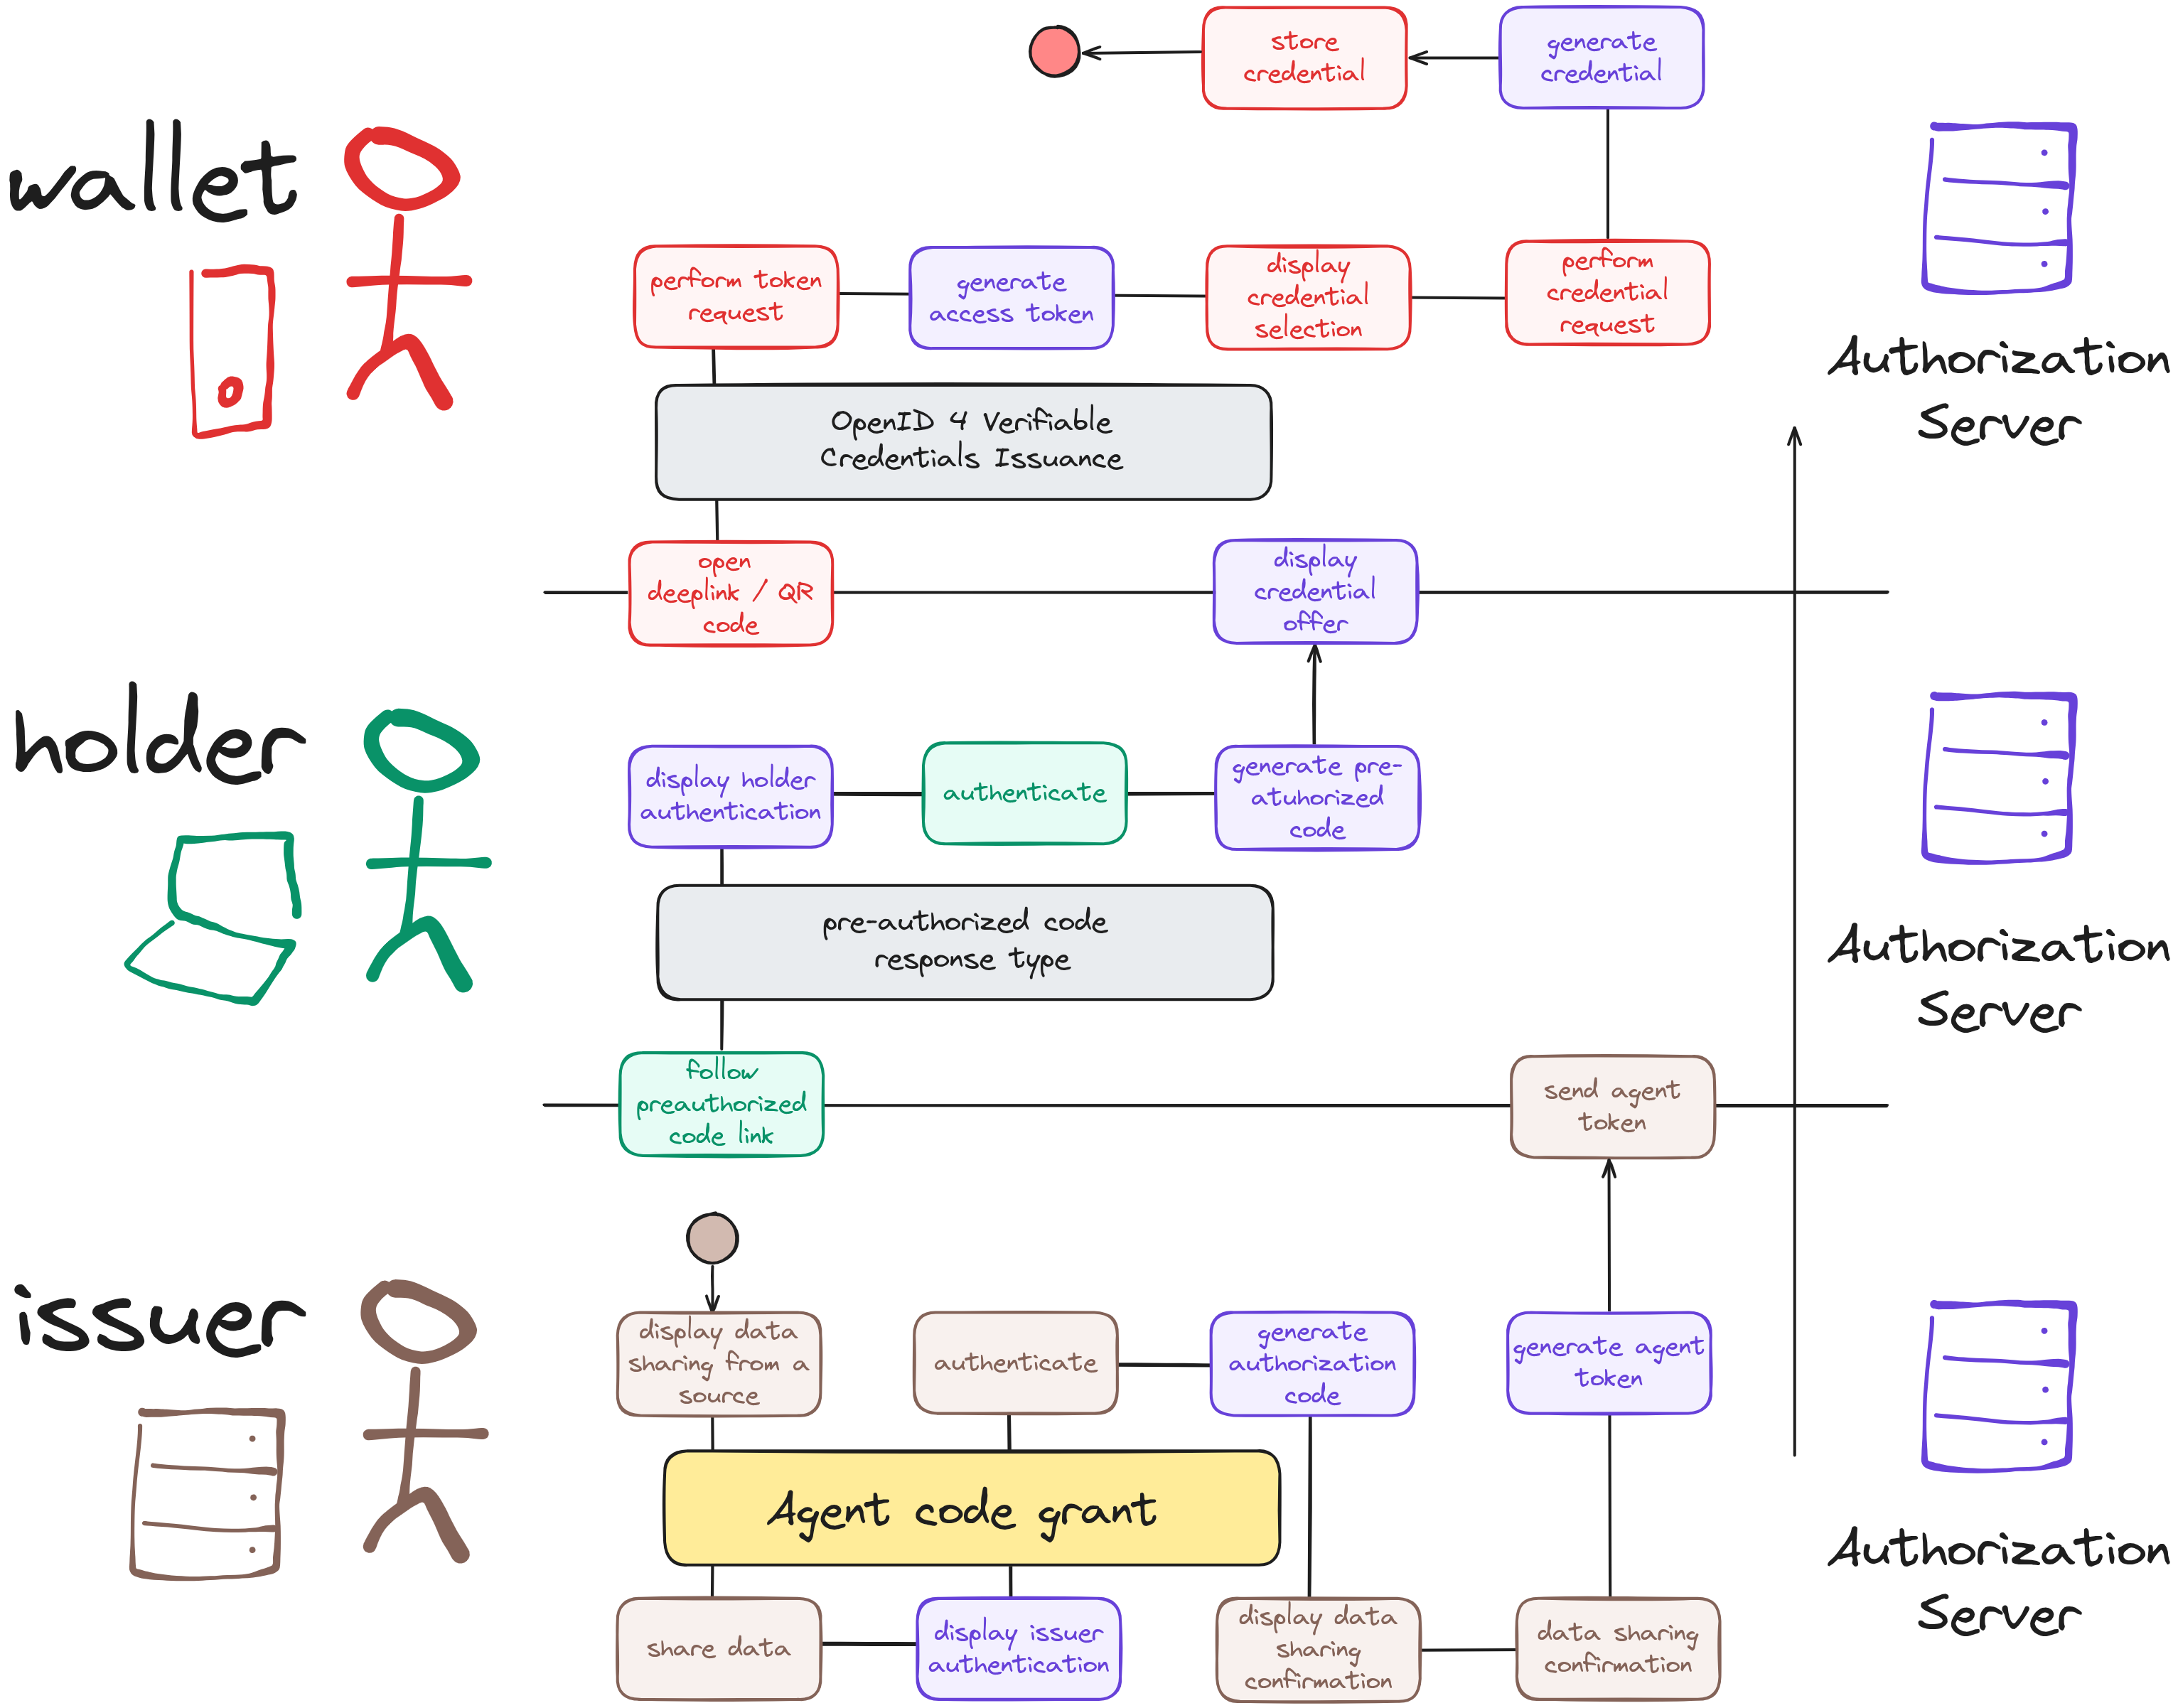 store
credential
generate
credential
wallet
perform token
request
generate
access token
display
credential
selection
perfrom
credential
request
Authorization
Server
OpenID 4 Verifiable
Credentials Issuance
open
deeplink / QR
code
display
credential
offer
holder
display holder
authentication
authenticate
generate pre-
atuhorized
code
pre-authorized code
response type
Authorization
Server
follow
preauthorized
code link
send agent
token
issuer
display data
sharing from a
source
authenticate
generate
authorization
code
generate agent
token
Agent code grant
Authorization
Server
share data
display issuer
authentication
display data
sharing
confirmation
data sharing
confirmation